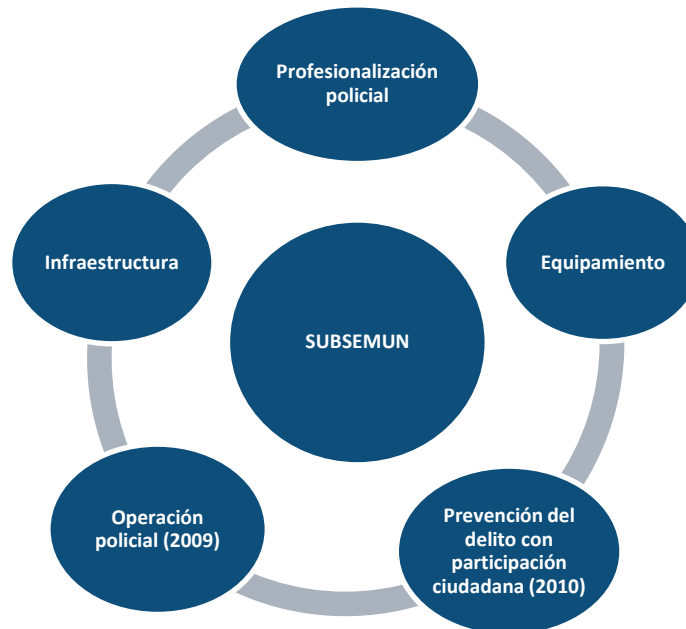 Profesionalización
policial
Infraestructura
Equipamiento
SUBSEMUN
Operación
policial (2009)
Prevención del
delito con
participación
ciudadana (2010)